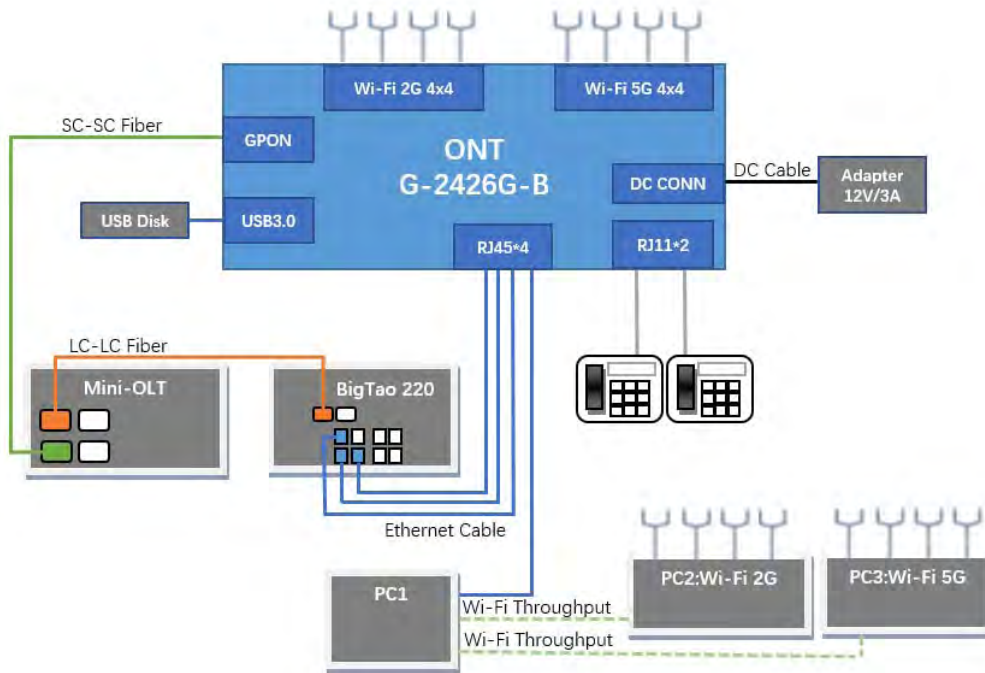 Wi-Fi 2G 4x4
Wi-Fi 5G 4x4
SC-SC Fiber
GPON
ONT
G-2426G-B
DC CONN
DC Cable
Adapter
12V/3A
USB Disk
USB3.0
RJ45*4
RJ11*2
LC-LC Fiber
Mini-OLT
BigTao 220
Ethernet Cable
PC1
PC2:Wi-Fi 2G
PC3:Wi-Fi 5G
Wi-Fi Throughput
Wi-Fi Throughput